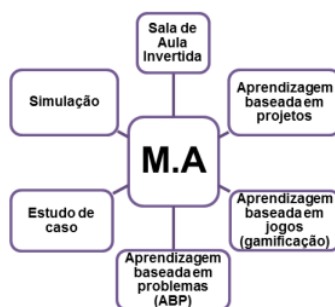 Sala de
Aula
Invertida
Simulação
Aprendizagem
baseada em
projetos
M.A
Estudo de
caso
Aprendizagem
baseada em
jogos
(gamificação)
Aprendizagem
baseada em
problemas
(ABP)